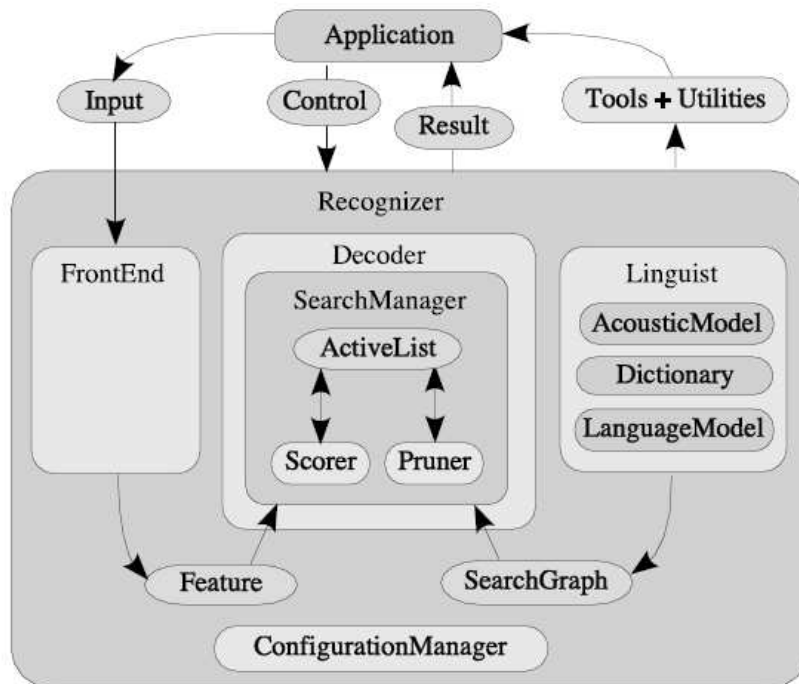 Application
Input
Control
Result
Tools + Utilities
Recognizer
FrontEnd
Decoder
SearchManager
ActiveList
Scorer
Pruner
Linguist
AcousticModel
Dictionary
LanguageModel
Feature
SearchGraph
ConfigurationManager